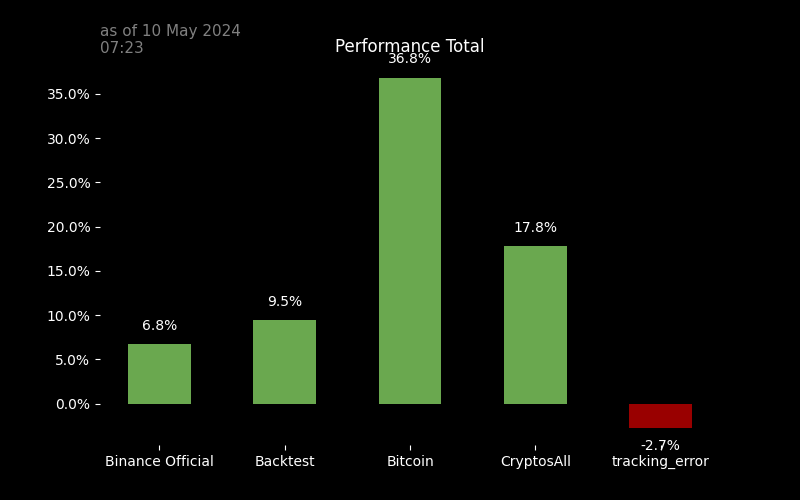 as of 10 May 2024
07:23
Performance Total
36.8%
35.0%
30.0%
25.0%
20.0%
17.8%
15.0%
10.0%
9.5%
6.8%
5.0%
0.0%
-2.7%
Binance Official
Backtest
Bitcoin
CryptosAll
tracking_error